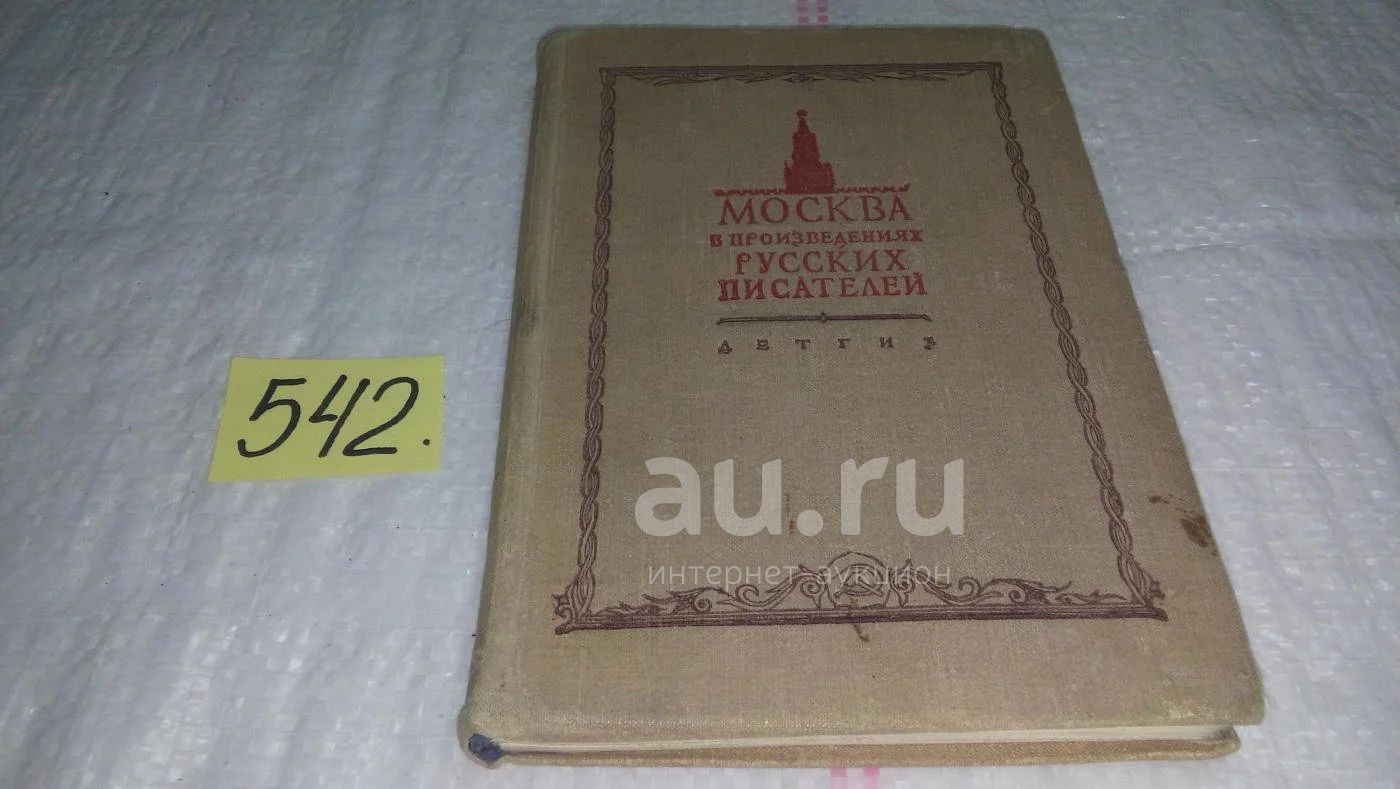 МОСКВА
В ПРОИЗВЕДЕНИЯХ
РУССКИХ
ПИСАТЕЛЕЙ
ДЕТГИЗ
542.
au.ru
интернет аукцион